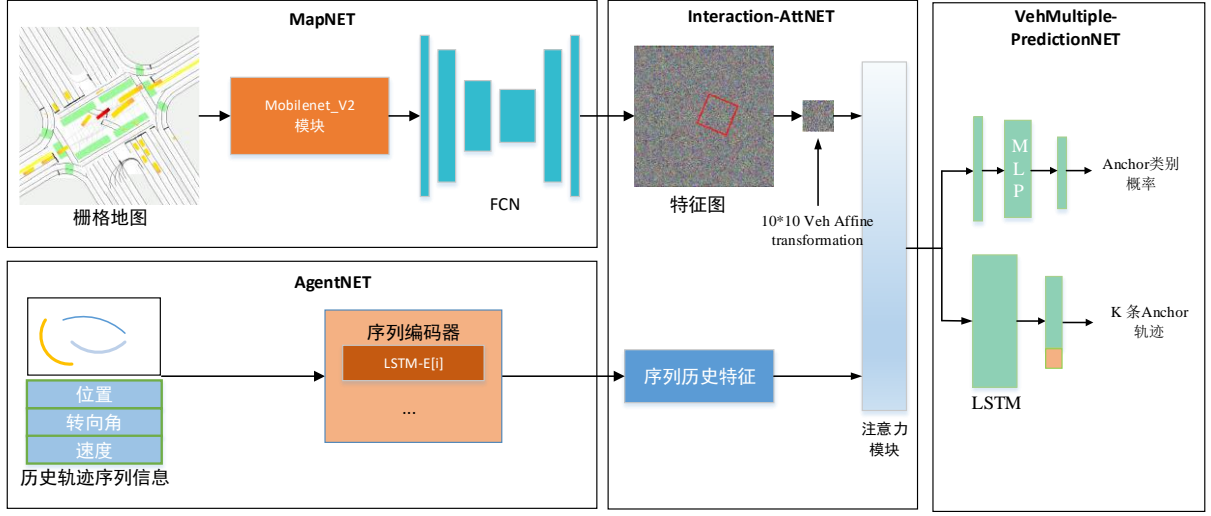 MapNET
Mobilenet_V2
模块
栅格地图
FCN
AgentNET
位置
转向角
速度
历史轨迹序列信息
序列编码器
LSTM-E[i]
...
Interaction-AttNET
特征图
10*10 Veh Affine
transformation
序列历史特征
注意力
模块
VehMultiple-
PredictionNET
M
L
P
Anchor类别
概率
LSTM
K 条Anchor
轨迹